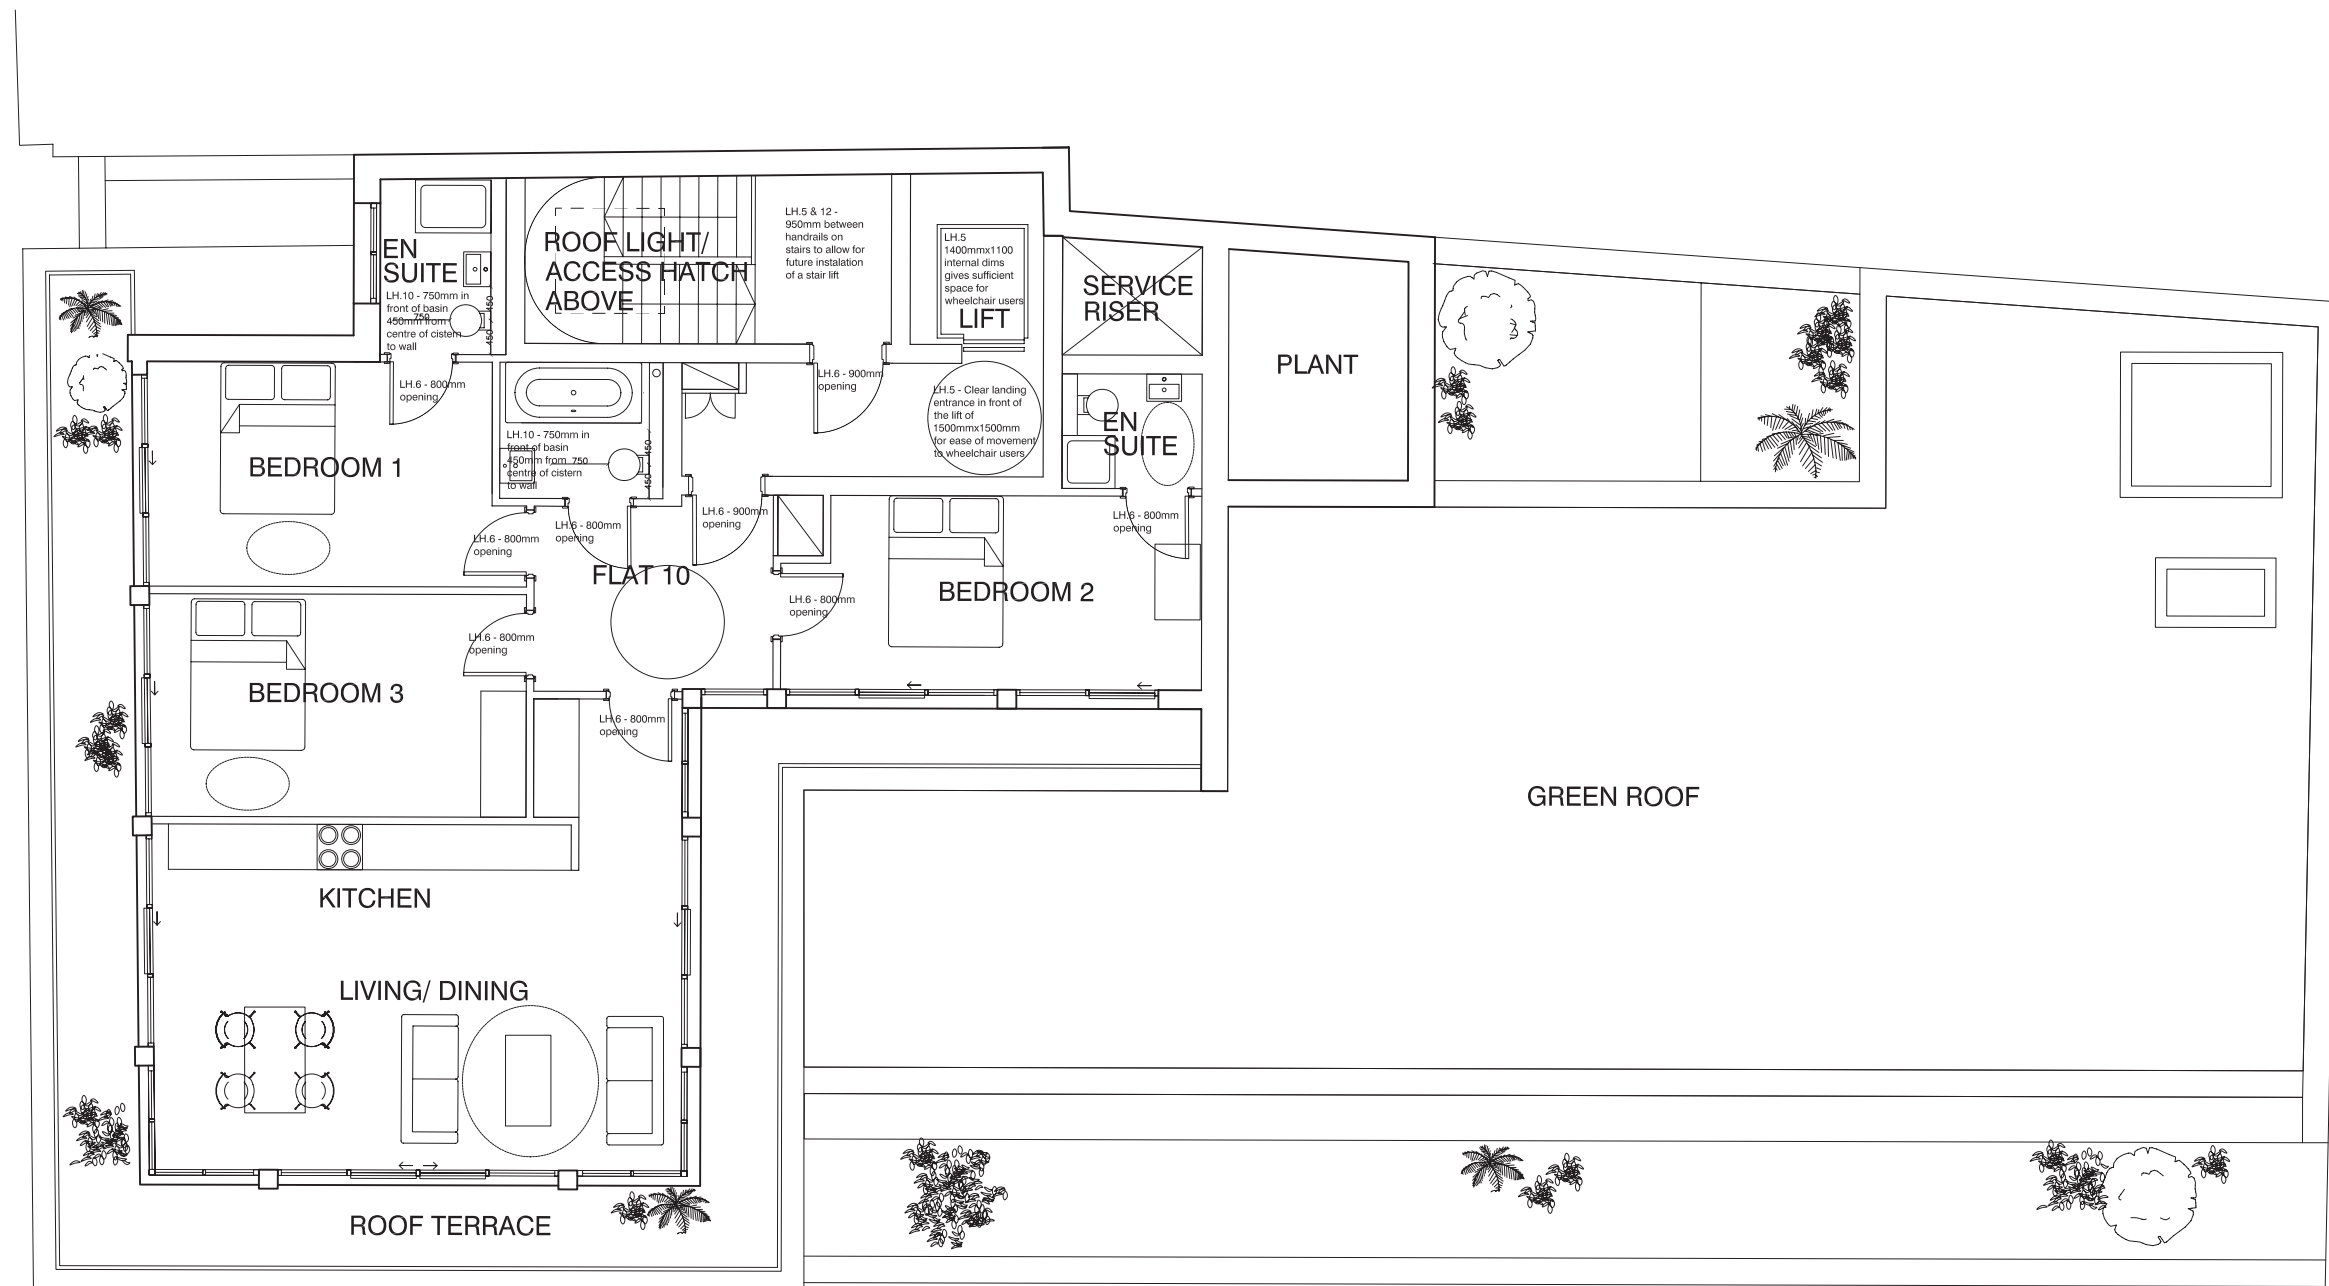 EN
SUITE
LH.10 - 750mm in
front of basin
450mm from
centre of cistern
to wall
750
450
450
ROOF LIGHT/
ACCESS HATCH
ABOVE
LH.5 & 12 -
950mm between
handrails on
stairs to allow for
future instalation
of a stair lift
LH.5
1400mmx1100
internal dims
gives sufficient
space for
wheelchair users
LIFT
SERVICE
RISER
PLANT
LH.6 - 800mm
opening
LH.6 - 900mm
opening
LH.5 - Clear landing
entrance in front of
the lift of
1500mmx1500mm
for ease of movement
to wheelchair users
EN
SUITE
BEDROOM 1
LH.10 - 750mm in
front of basin
450mm from
centre of cistern
to wall
750
450
450
LH.6 - 800mm
opening
LH.6 - 800mm
opening
LH.6 - 900mm
opening
LH.6 - 800mm
opening
FLAT 10
LH.6 - 800mm
opening
BEDROOM 2
LH.6 - 800mm
opening
BEDROOM 3
LH.6 - 800mm
opening
GREEN ROOF
KITCHEN
LIVING/ DINING
ROOF TERRACE